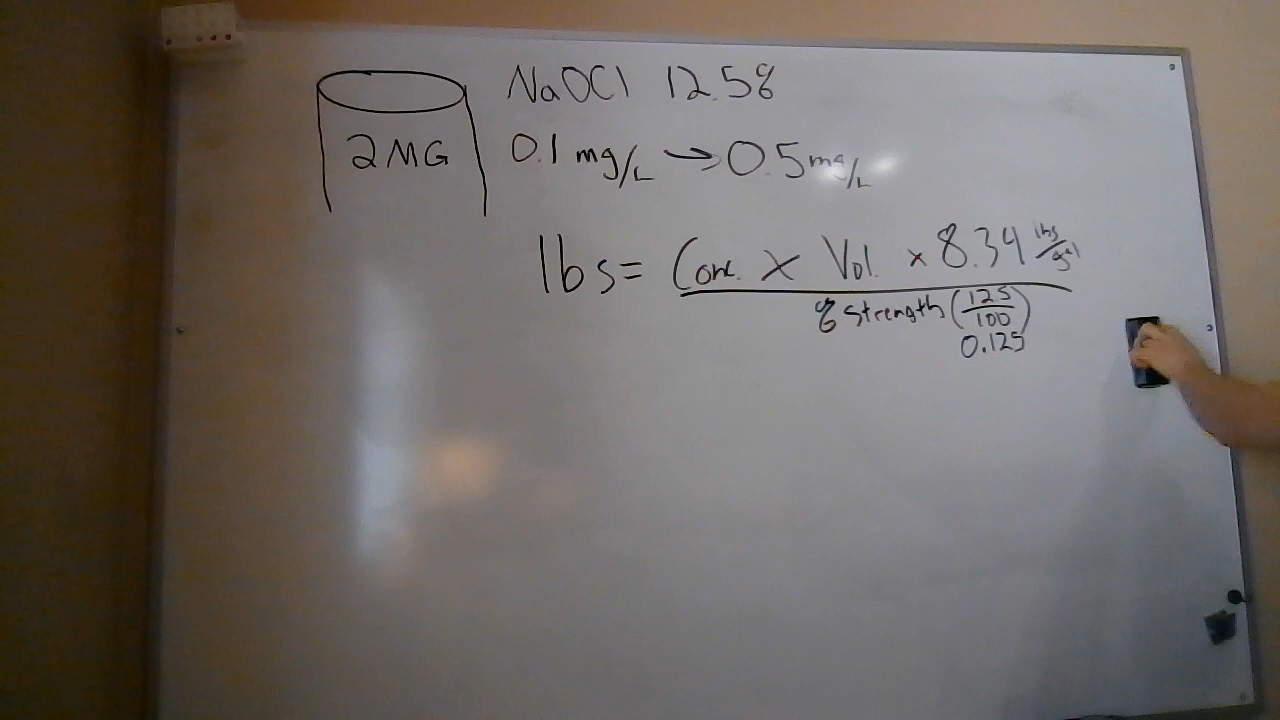 NaOCl 12.5%
2MG 0.1 mg/L → 0.5 mg/L
lbs = Conc. × Vol. × 8.34 lbs/gal
% strength (12.5/100)
0.125